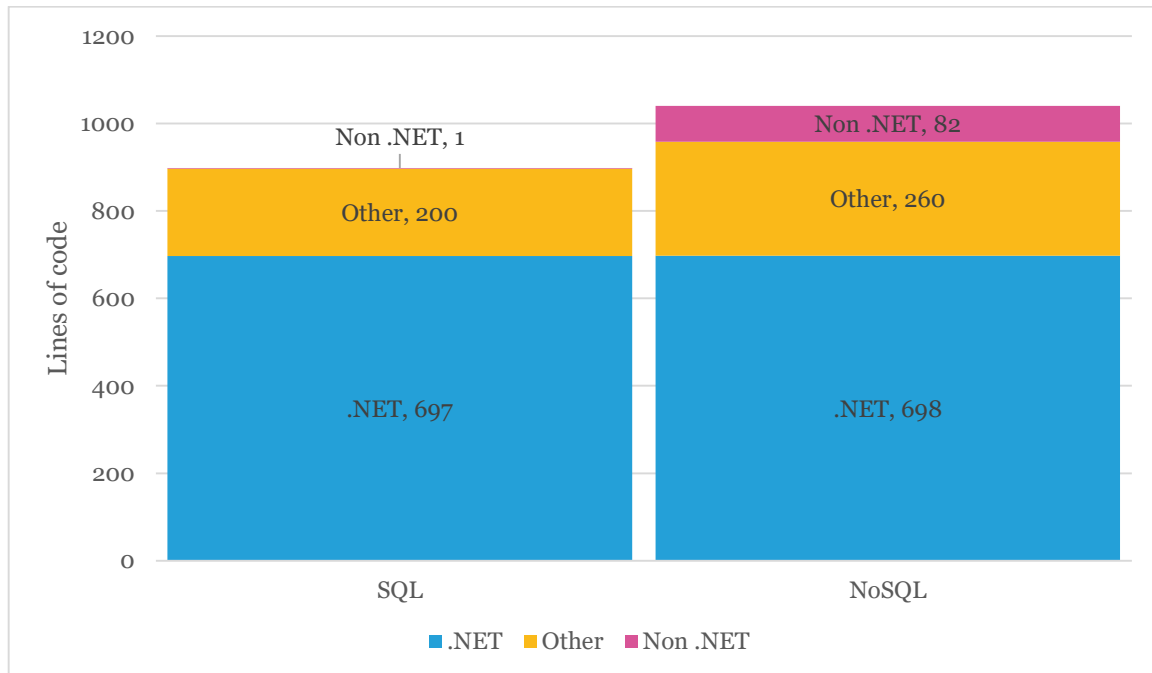 1200
1000
800
600
400
200
0
Lines of code
Non .NET, 1
Other, 200
.NET, 697
Non .NET, 82
Other, 260
.NET, 698
SQL
NoSQL
.NET Other Non .NET